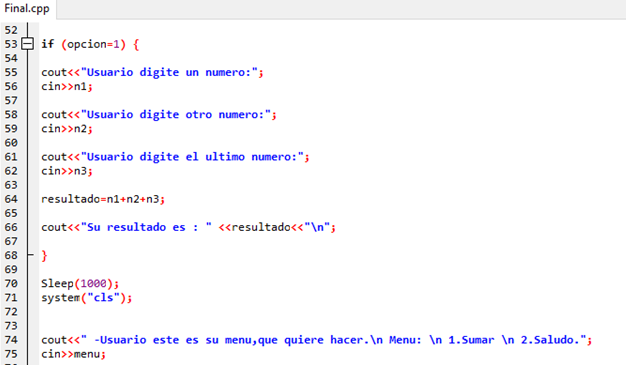 Final.cpp
52
53 if (opcion=1) {
54
55 cout<<"Usuario digite un numero:";
56 cin>>n1;
57
58 cout<<"Usuario digite otro numero:";
59 cin>>n2;
60
61 cout<<"Usuario digite el ultimo numero:";
62 cin>>n3;
63
64 resultado=n1+n2+n3;
65
66 cout<<"Su resultado es : " <<resultado<<"\n";
67
68 }
69
70 Sleep(1000);
71 system("cls");
72
73
74 cout<<" -Usuario este es su menu,que quiere hacer.\n Menu: \n 1.Sumar \n 2.Saludo.";
75 cin>>menu;